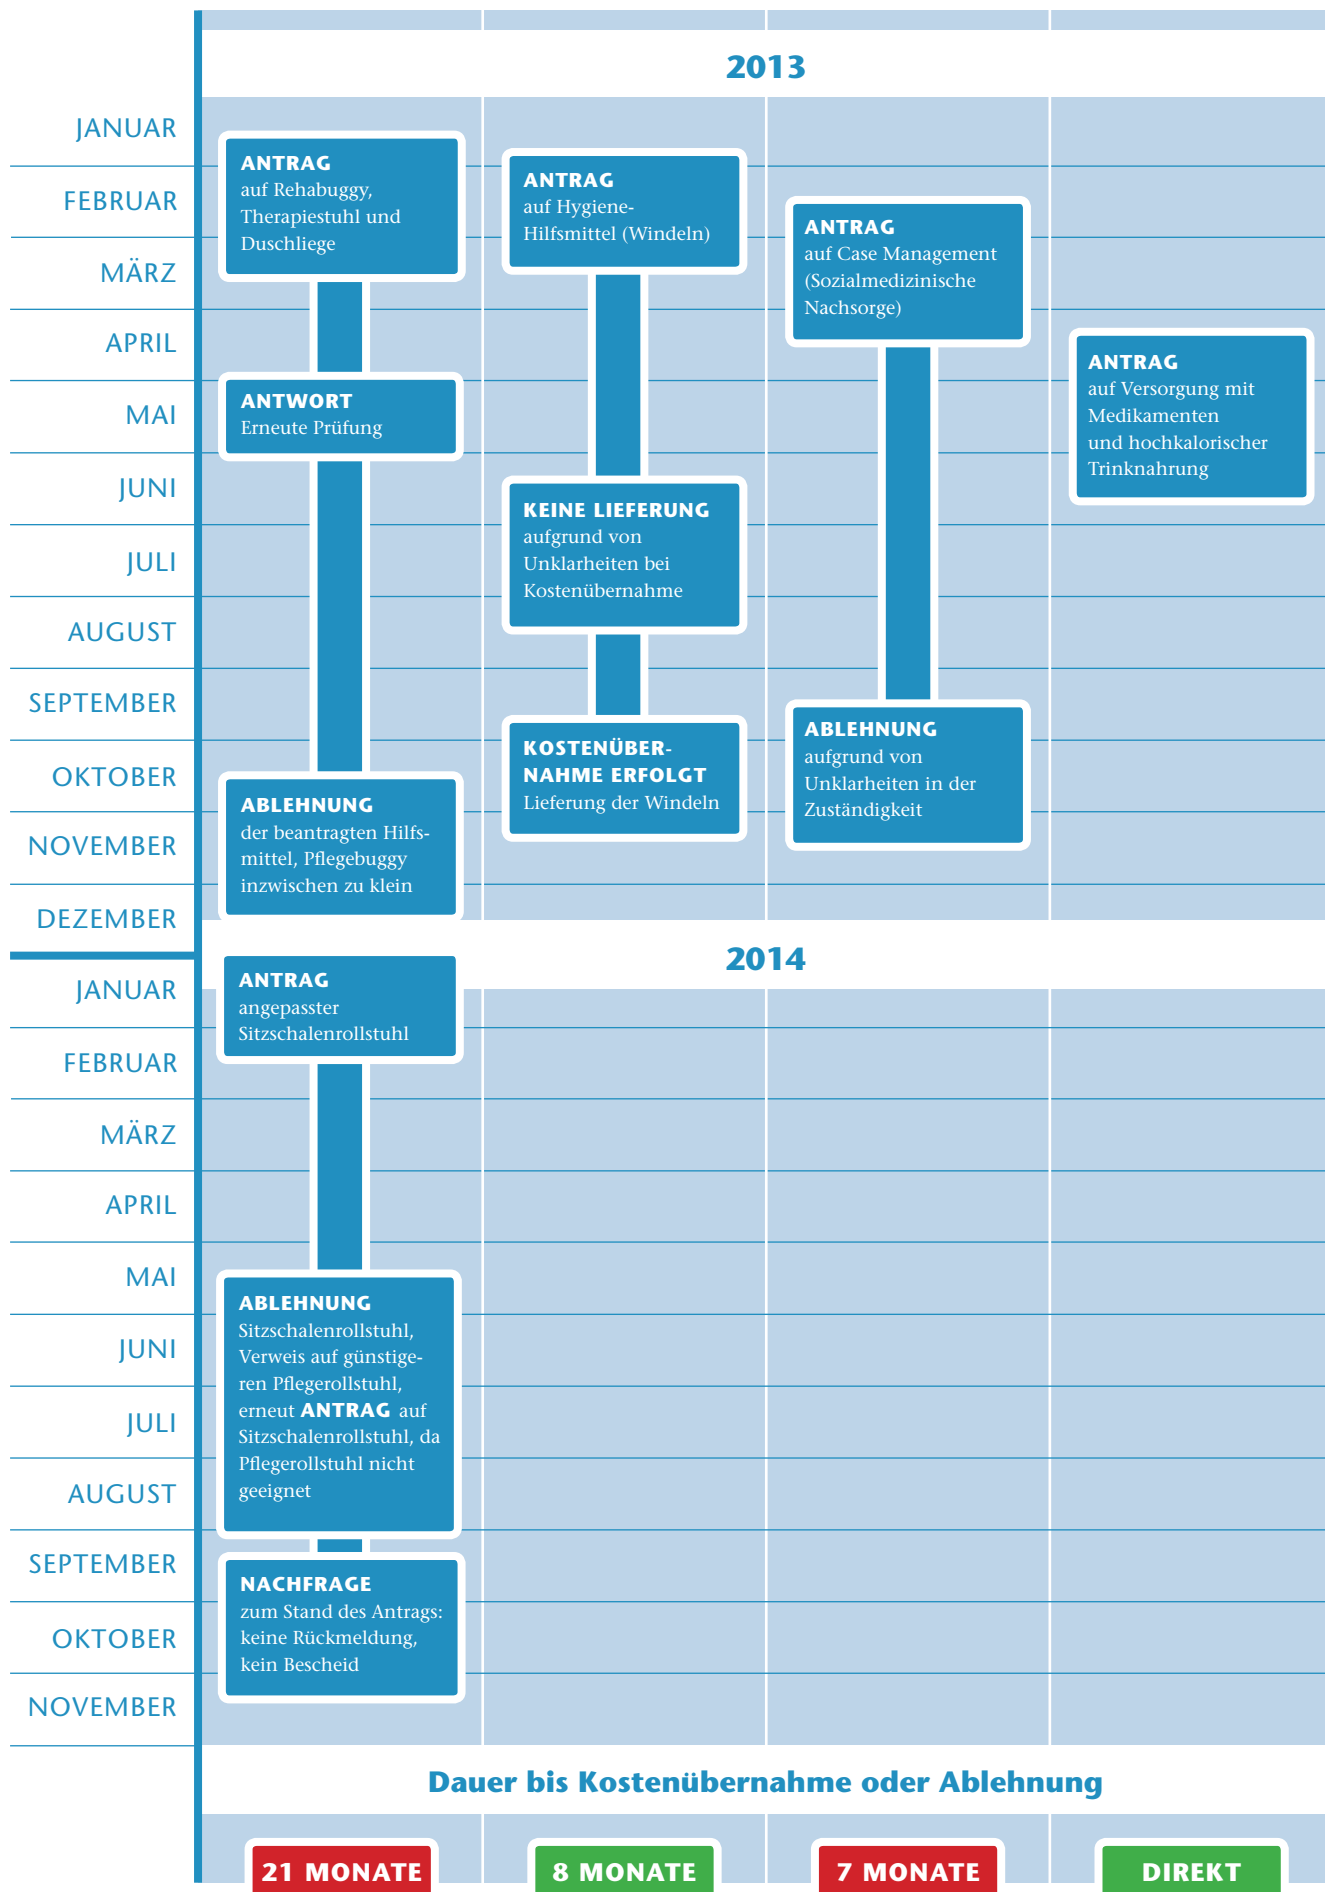 2013
JANUAR
FEBRUAR
MÄRZ
APRIL
MAI
JUNI
JULI
AUGUST
SEPTEMBER
OKTOBER
NOVEMBER
DEZEMBER
ANTRAG
auf Rehabuggy,
Therapiestuhl und
Duschliege
ANTWORT
Erneute Prüfung
ABLEHNUNG
der beantragten Hilfs-
mittel, Pflegebuggy
inzwischen zu klein
ANTRAG
auf Hygiene-
Hilfsmittel (Windeln)
KEINE LIEFERUNG
aufgrund von
Unklarheiten bei
Kostenübernahme
KOSTENÜBER-
NAHME ERFOLGT
Lieferung der Windeln
ANTRAG
auf Case Management
(Sozialmedizinische
Nachsorge)
ABLEHNUNG
aufgrund von
Unklarheiten in der
Zuständigkeit
ANTRAG
auf Versorgung mit
Medikamenten
und hochkalorischer
Trinknahrung
2014
JANUAR
FEBRUAR
MÄRZ
APRIL
MAI
JUNI
JULI
AUGUST
SEPTEMBER
OKTOBER
NOVEMBER
ANTRAG
angepasster
Sitzschalenrollstuhl
ABLEHNUNG
Sitzschalenrollstuhl,
Verweis auf günstige-
ren Pflegerollstuhl,
erneut ANTRAG auf
Sitzschalenrollstuhl, da
Pflegerollstuhl nicht
geeignet
NACHFRAGE
zum Stand des Antrags:
keine Rückmeldung,
kein Bescheid
Dauer bis Kostenübernahme oder Ablehnung
21 MONATE
8 MONATE
7 MONATE
DIREKT